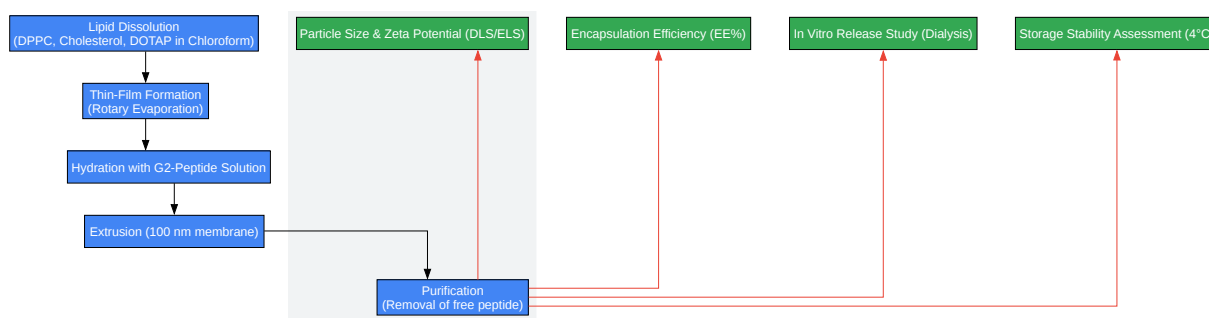 Lipid Dissolution
(DPPC, Cholesterol, DOTAP in Chloroform)
Thin-Film Formation
(Rotary Evaporation)
Hydration with G2-Peptide Solution
Extrusion (100 nm membrane)
Purification
(Removal of free peptide)
Particle Size & Zeta Potential (DLS/ELS)
Encapsulation Efficiency (EE%)
In Vitro Release Study (Dialysis)
Storage Stability Assessment (4°C